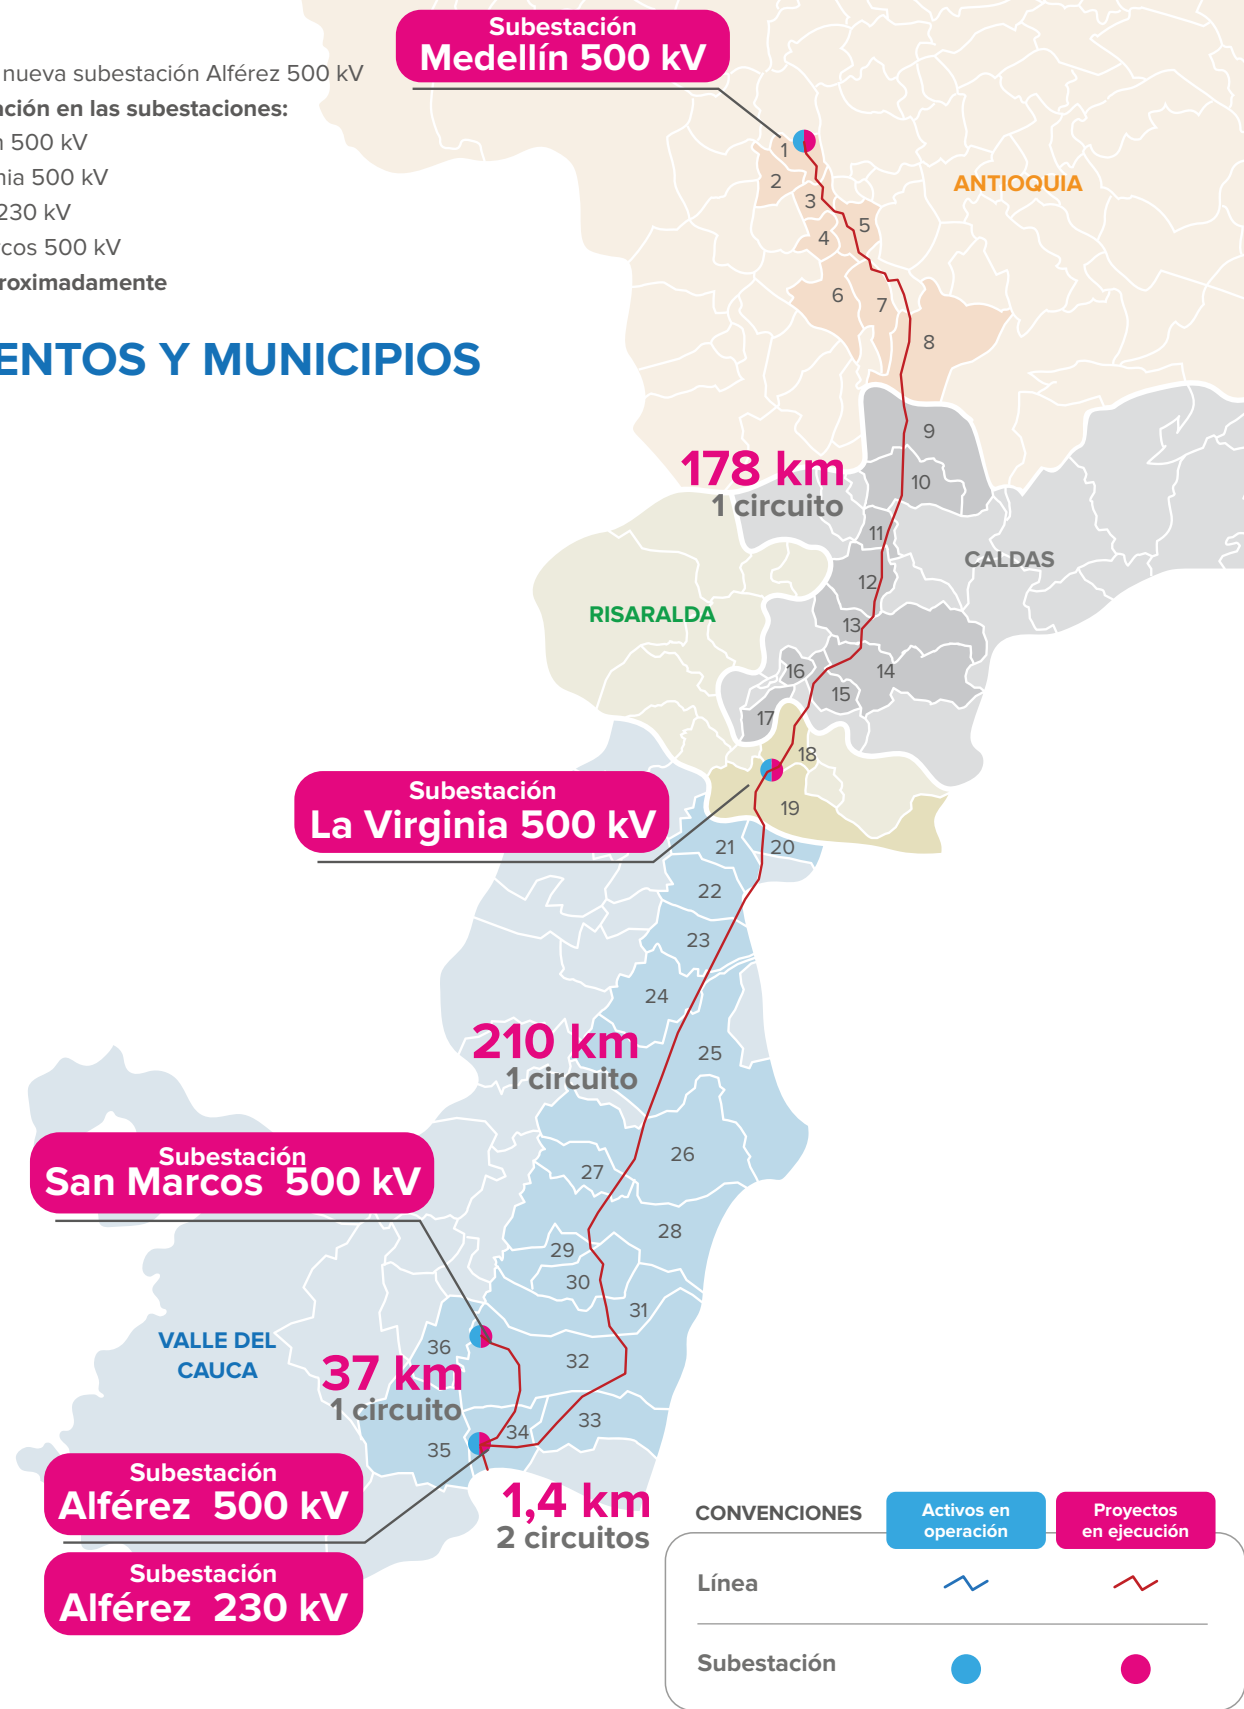 nueva subestación Alférez 500 kV
ación en las subestaciones:
n 500 kV
nia 500 kV
230 kV
rcos 500 kV
proximadamente
ENTOS Y MUNICIPIOS
Subestación
Medellín 500 kV
ANTIOQUIA
1
2
3
4
5
6
7
8
9
10
178 km
1 circuito
11
CALDAS
12
RISARALDA
13
14
15
16
17
18
Subestación
La Virginia 500 kV
19
20
21
22
23
24
210 km
1 circuito
25
26
Subestación
San Marcos 500 kV
27
28
29
30
31
VALLE DEL
CAUCA
36
32
37 km
1 circuito
33
34
35
Subestación
Alférez 500 kV
1,4 km
2 circuitos
Subestación
Alférez 230 kV
CONVENCIONES
Activos en
operación
Proyectos
en ejecución
Línea
Subestación